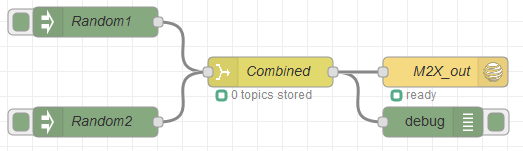 Random1
Combined
M2X_out
0 topics stored
ready
Random2
debug